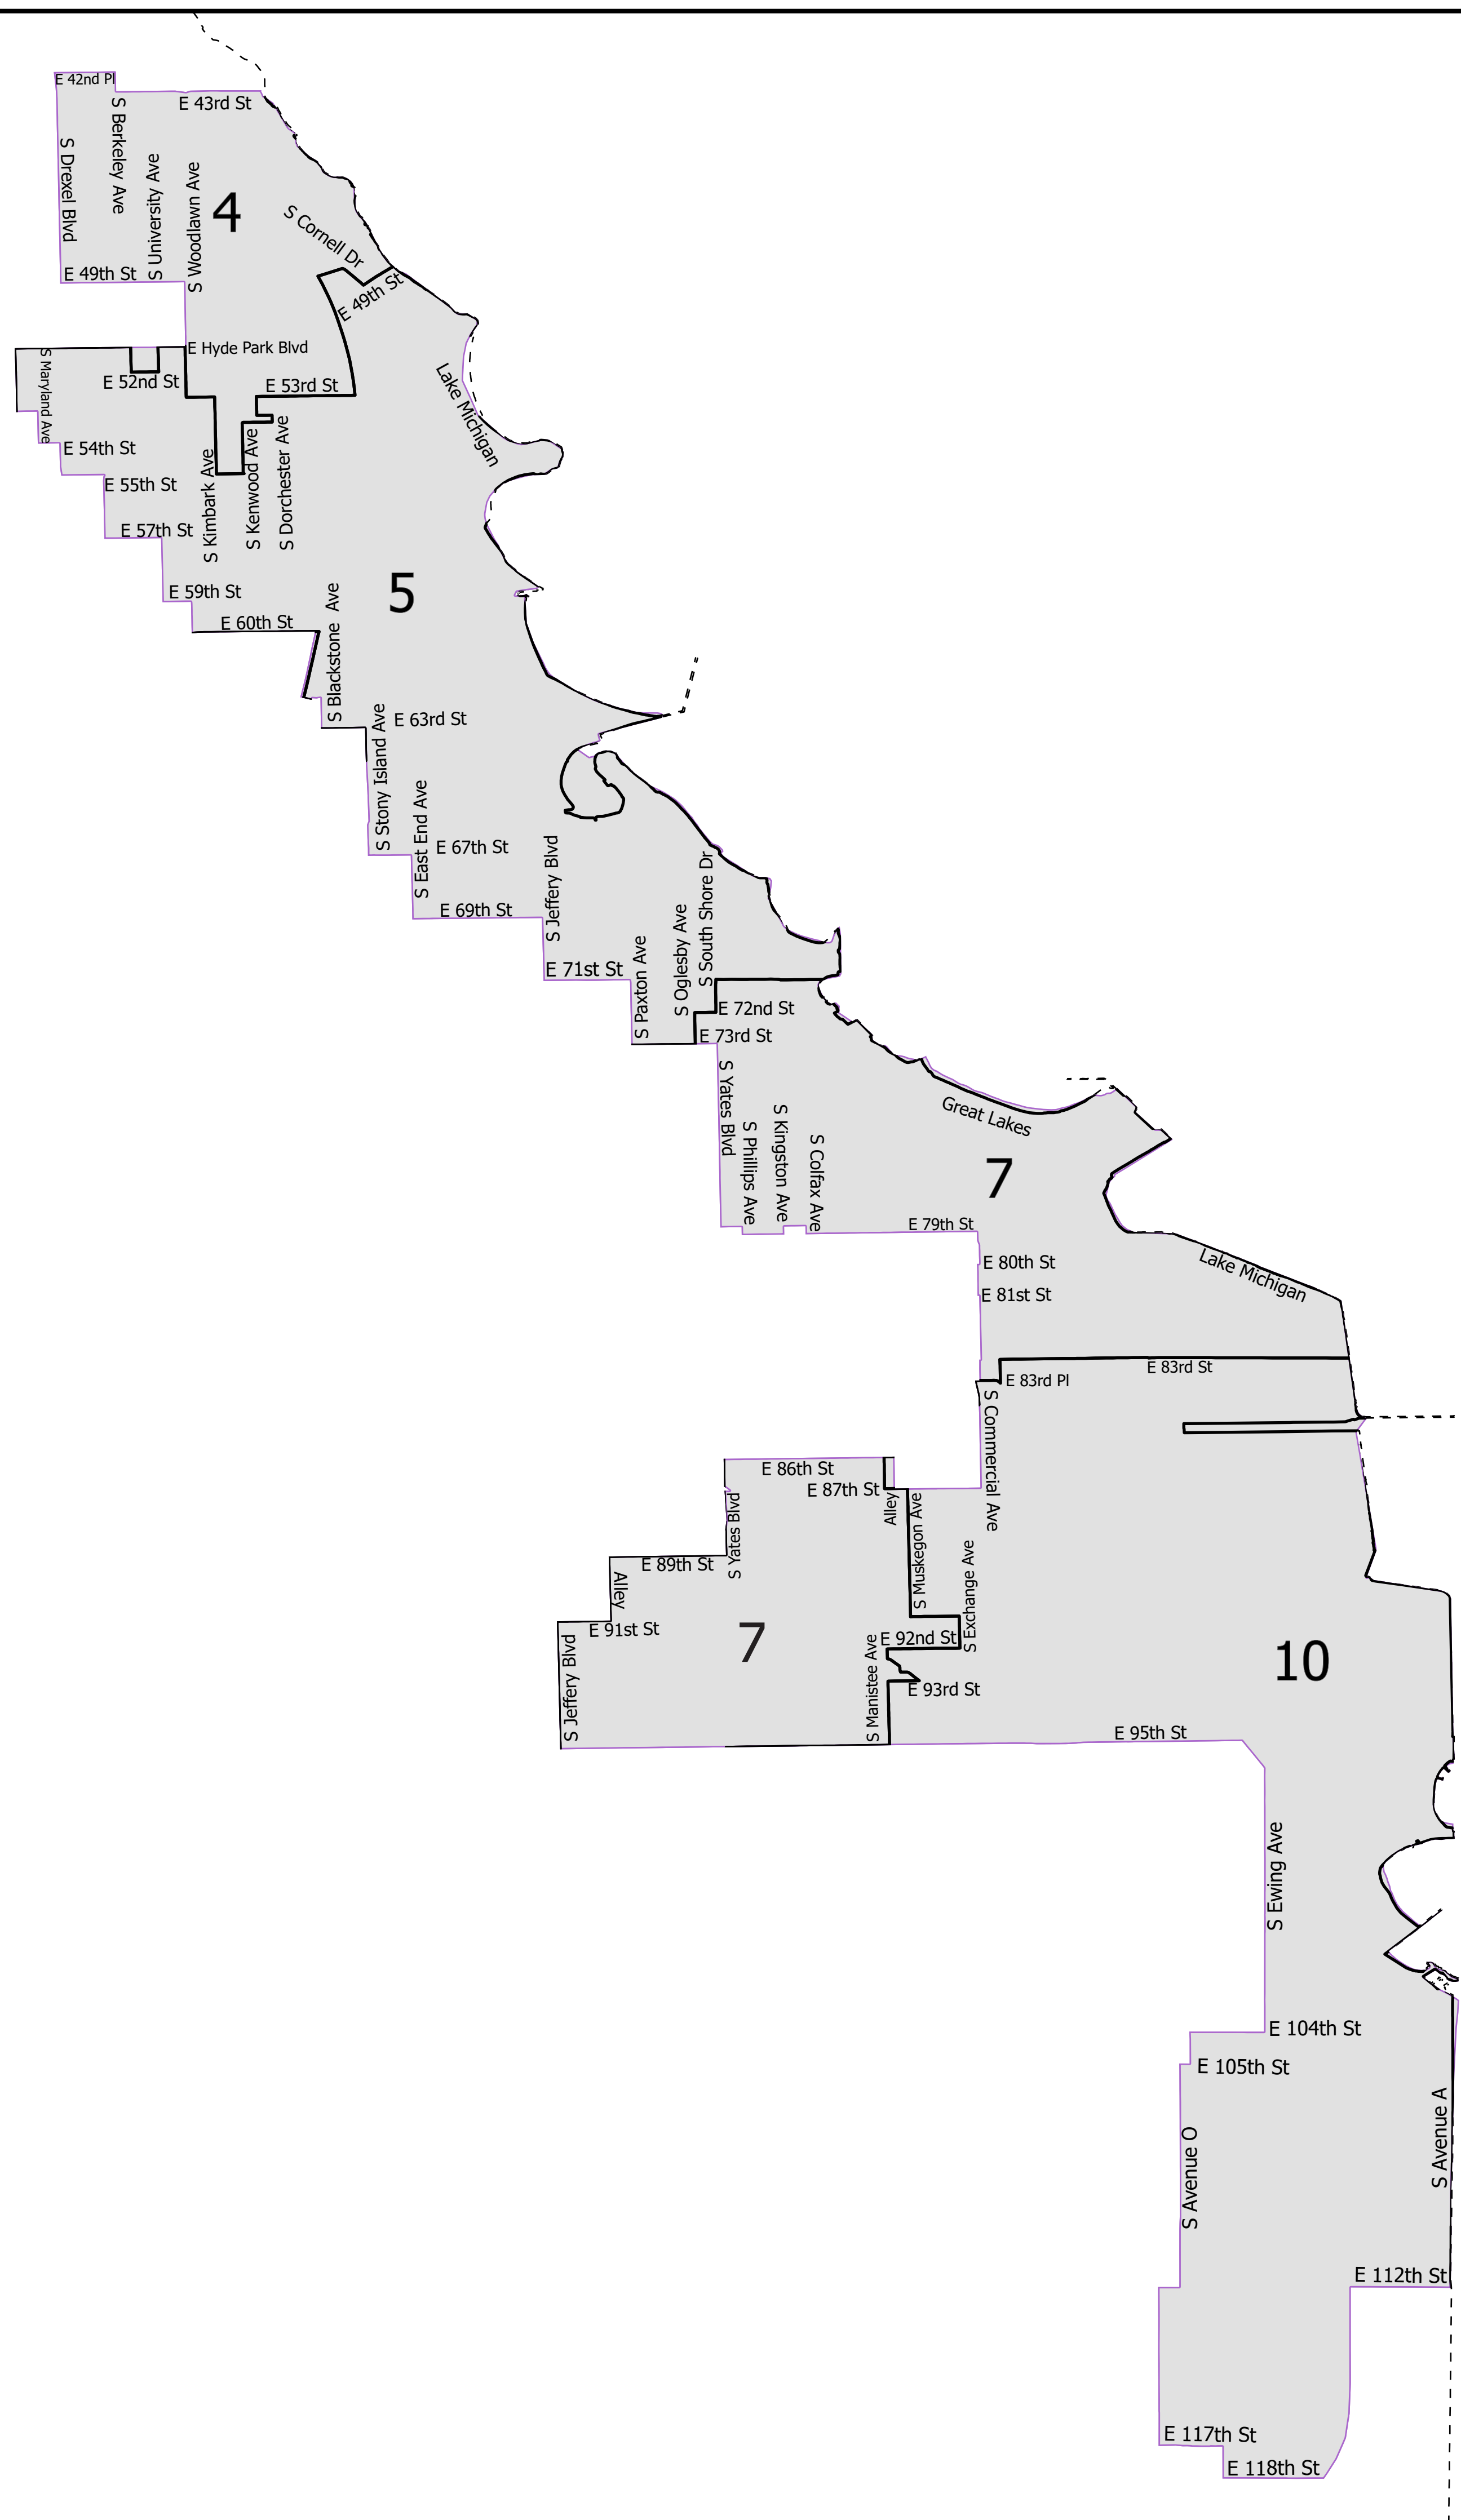 E 42nd Pl
E 43rd St
S Drexel Blvd
S Berkeley Ave
S University Ave
S Woodlawn Ave
4
S Cornell Dr
E 49th St
E 49th St
E Hyde Park Blvd
S Maryland Ave
E 52nd St
E 53rd St
Lake Michigan
E 54th St
E 55th St
S Kimbark Ave
S Kenwood Ave
S Dorchester Ave
E 57th St
E 59th St
5
E 60th St
S Blackstone Ave
E 63rd St
S Stony Island Ave
S East End Ave
E 67th St
S Jeffery Blvd
E 69th St
S South Shore Dr
S Oglesby Ave
S Paxton Ave
E 71st St
E 72nd St
E 73rd St
S Yates Blvd
S Phillips Ave
S Kingston Ave
S Colfax Ave
Great Lakes
7
E 79th St
E 80th St
Lake Michigan
E 81st St
E 83rd St
E 83rd Pl
S Commercial Ave
E 86th St
E 87th St
Alley
S Muskegon Ave
S Yates Blvd
E 89th St
Alley
S Exchange Ave
E 91st St
7
E 92nd St
10
S Jeffery Blvd
S Manistee Ave
E 93rd St
E 95th St
S Ewing Ave
E 104th St
E 105th St
S Avenue O
S Avenue A
E 112th St
E 117th St
E 118th St